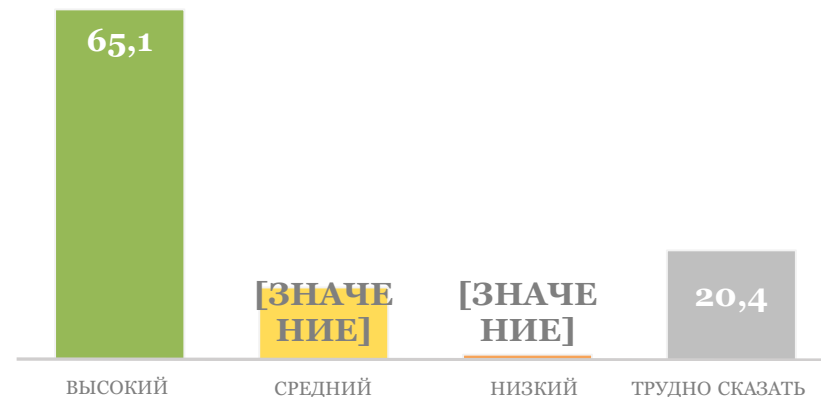 65,1
[ЗНАЧЕ
НИЕ]
[ЗНАЧЕ
НИЕ]
20,4
ВЫСОКИЙ
СРЕДНИЙ
НИЗКИЙ
ТРУДНО СКАЗАТЬ